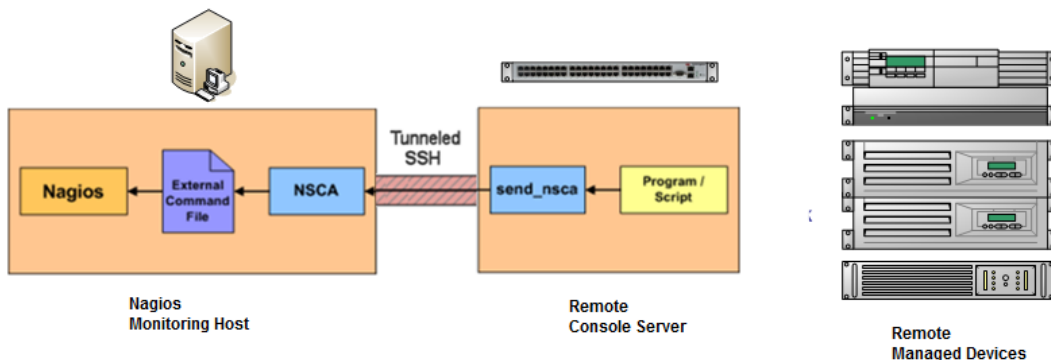 Tunneled
SSH
Nagios
External
Command
File
NSCA
send_nsca
Program /
Script
Nagios
Monitoring Host
Remote
Console Server
Remote
Managed Devices